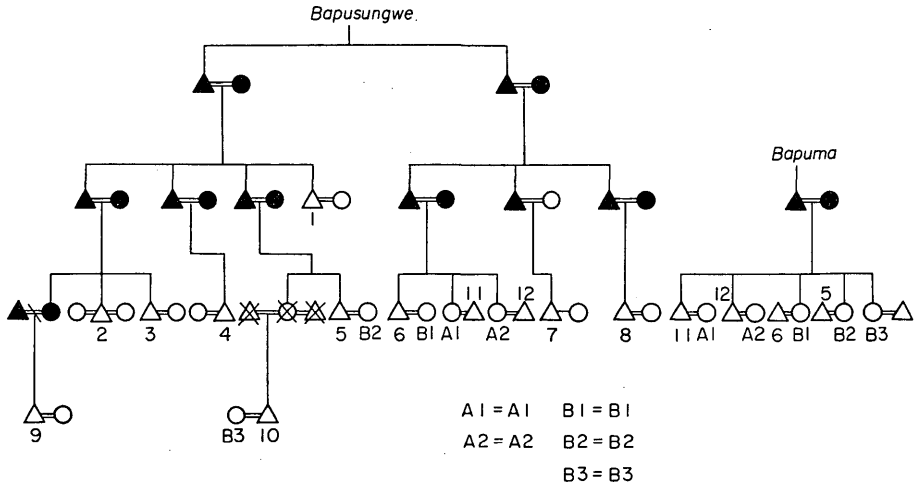 Bapusungwe.
Bapuma
1
11 12 12 5
2 3 4 5 B2 6 B1 A1 A2 7 8 11 A1 A2 6 B1 B2 B3
9 B3 10
A1 = A1 B1 = B1
A2 = A2 B2 = B2
B3 = B3